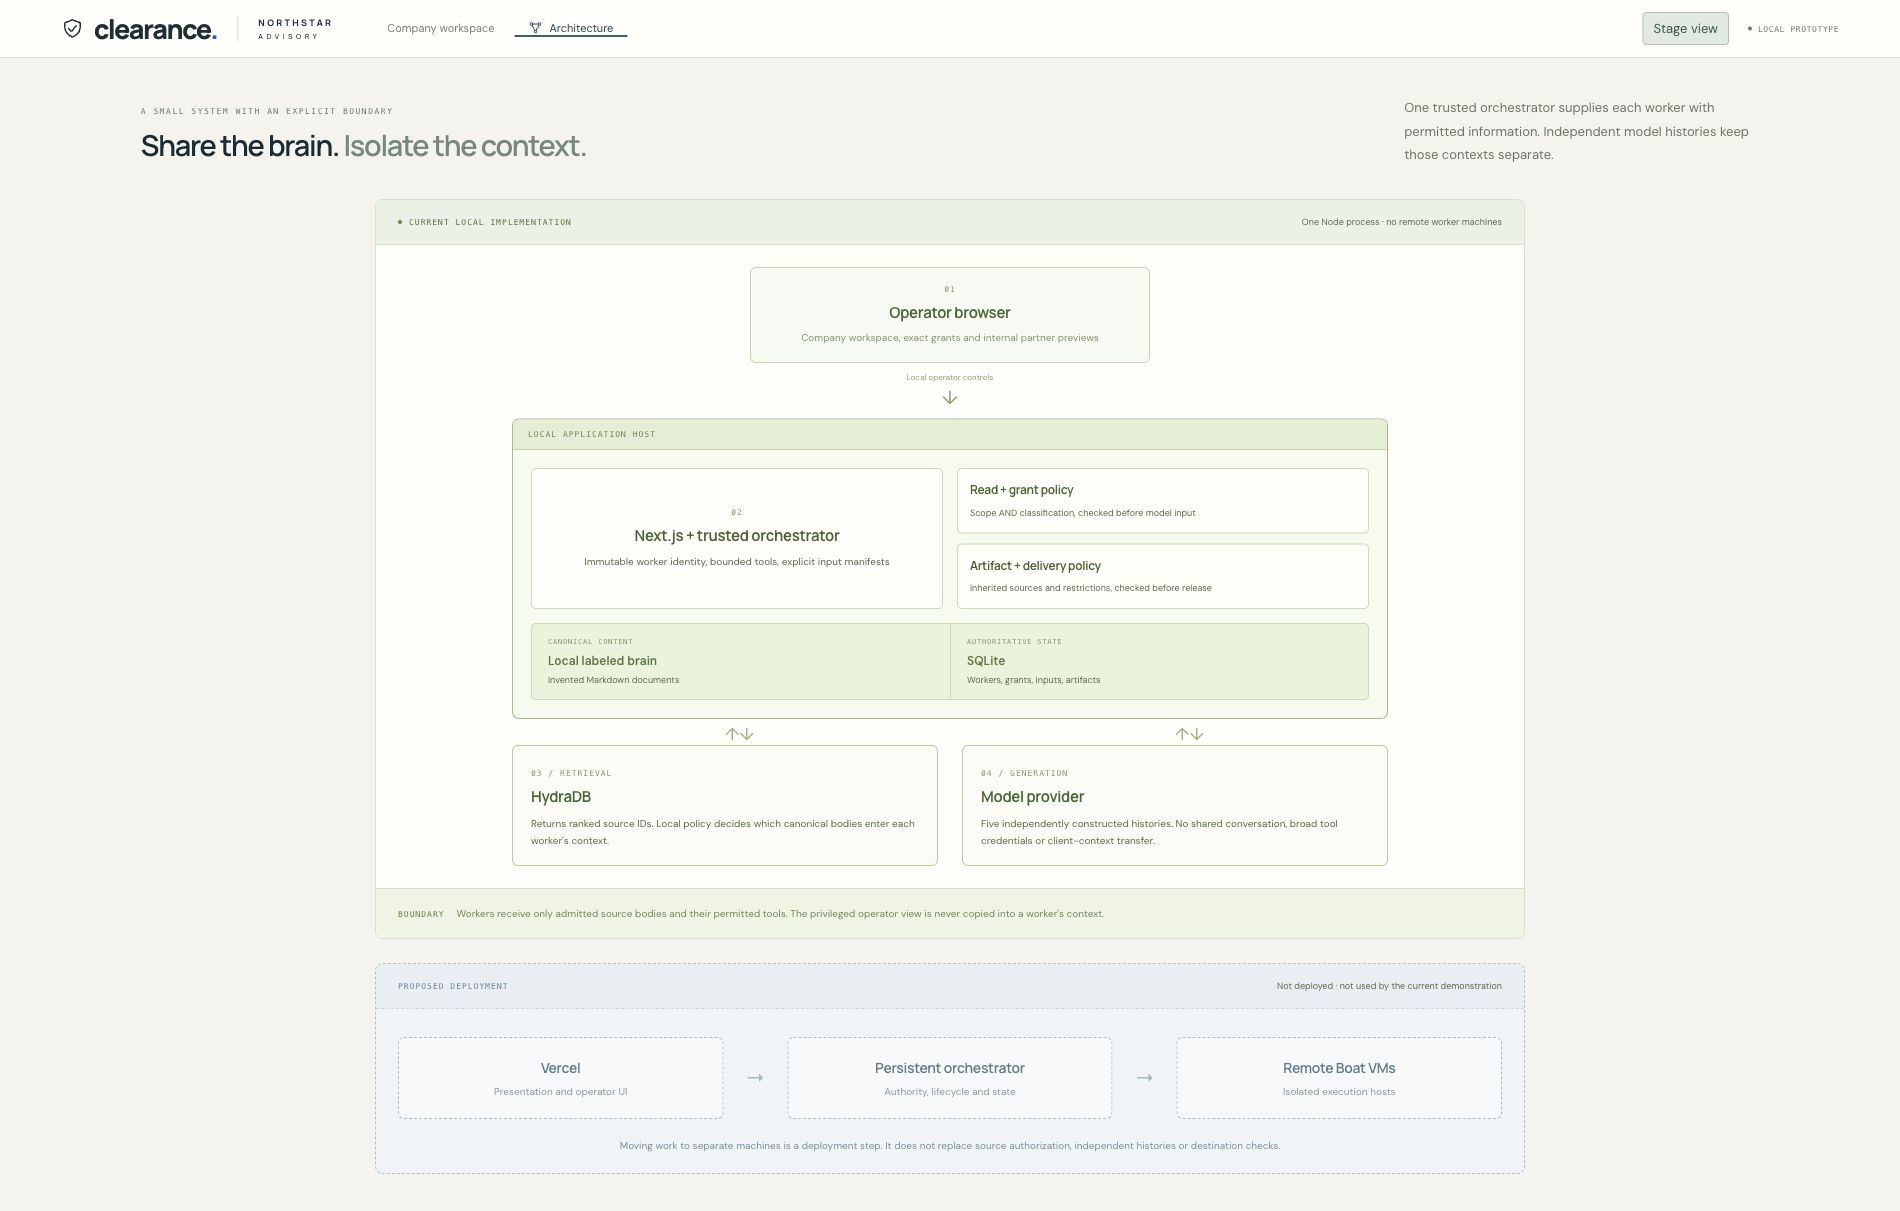 clearance.
NORTHSTAR
ADVISORY
Company workspace
Architecture
Stage view
LOCAL PROTOTYPE
A SMALL SYSTEM WITH AN EXPLICIT BOUNDARY
Share the brain. Isolate the context.
One trusted orchestrator supplies each worker with
permitted information. Independent model histories keep
those contexts separate.
CURRENT LOCAL IMPLEMENTATION
One Node process · no remote worker machines
01
Operator browser
Company workspace, exact grants and internal partner previews
Local operator controls
LOCAL APPLICATION HOST
02
Next.js + trusted orchestrator
Immutable worker identity, bounded tools, explicit input manifests
Read + grant policy
Scope AND classification, checked before model input
Artifact + delivery policy
Inherited sources and restrictions, checked before release
CANONICAL CONTENT
Local labeled brain
Invented Markdown documents
AUTHORITATIVE STATE
SQLite
Workers, grants, inputs, artifacts
03 / RETRIEVAL
HydraDB
Returns ranked source IDs. Local policy decides which canonical bodies enter each
worker's context.
04 / GENERATION
Model provider
Five independently constructed histories. No shared conversation, broad tool
credentials or client-context transfer.
BOUNDARY Workers receive only admitted source bodies and their permitted tools. The privileged operator view is never copied into a worker's context.
PROPOSED DEPLOYMENT
Not deployed · not used by the current demonstration
Vercel
Presentation and operator UI
Persistent orchestrator
Authority, lifecycle and state
Remote Boat VMs
Isolated execution hosts
Moving work to separate machines is a deployment step. It does not replace source authorization, independent histories or destination checks.